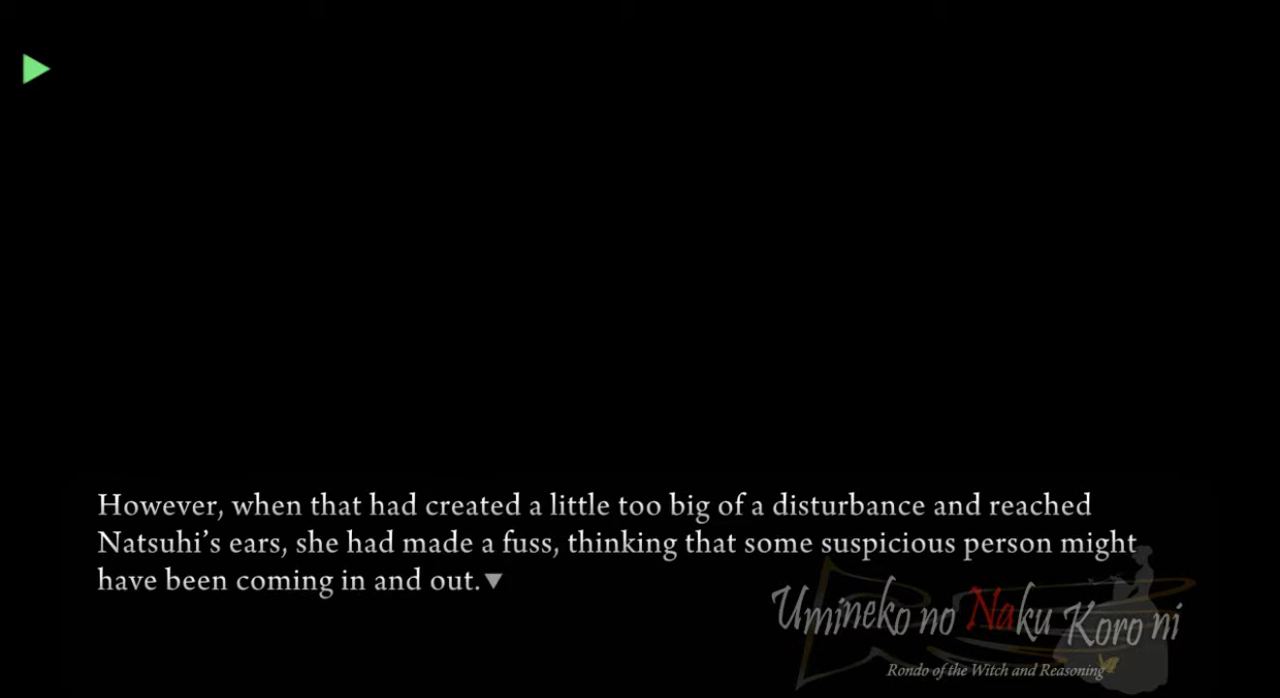 However, when that had created a little too big of a disturbance and reached
Natsuhi’s ears, she had made a fuss, thinking that some suspicious person might
have been coming in and out.
Umineko no Naku Koro ni
Rondo of the Witch and Reasoning